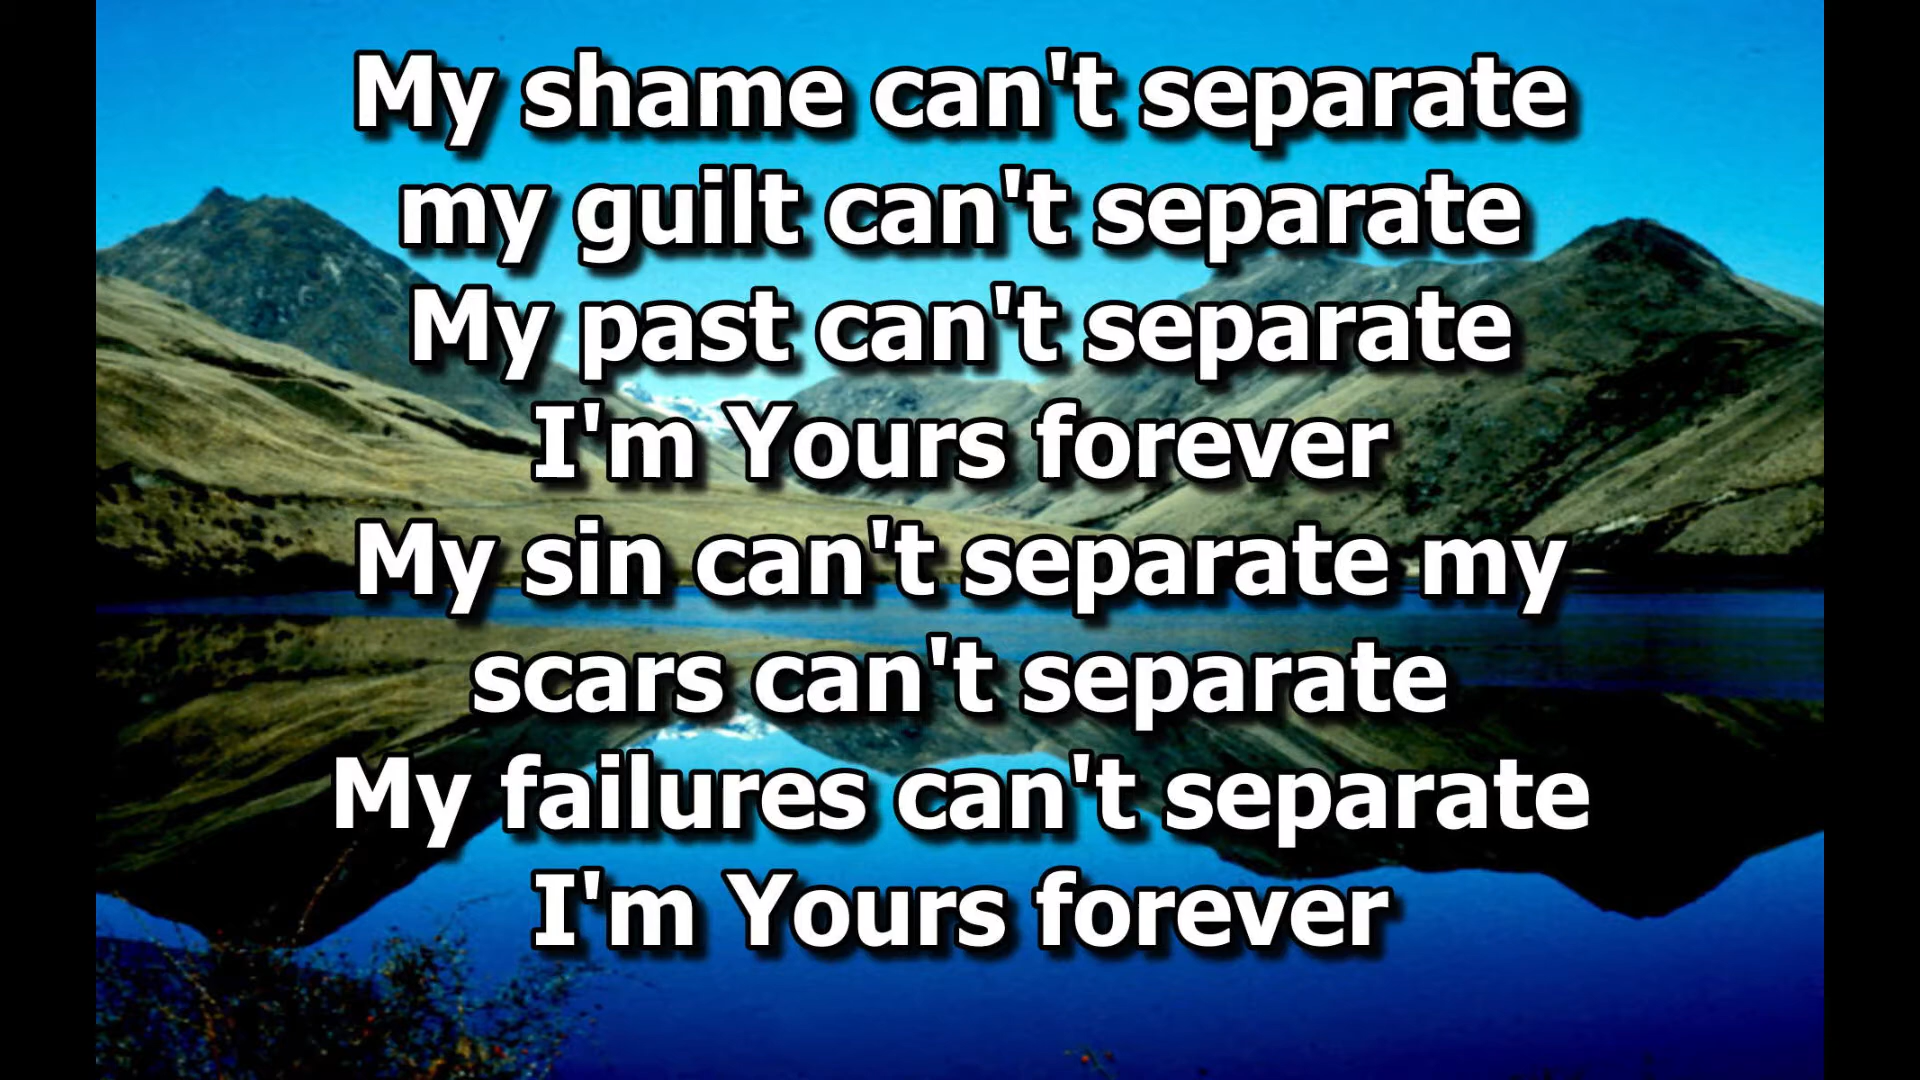 My shame can't separate
my guilt can't separate
My past can't separate
I'm Yours forever
My sin can't separate my
scars can't separate
My failures can't separate
I'm Yours forever